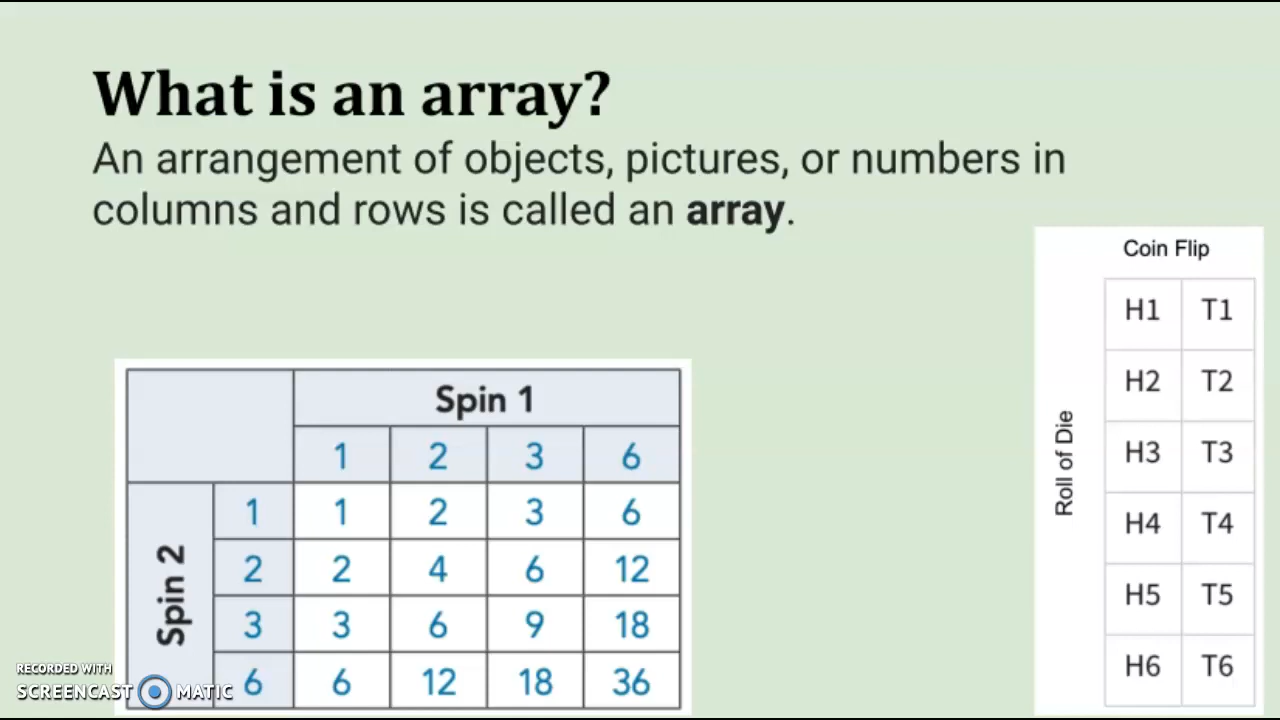 What is an array?
An arrangement of objects, pictures, or numbers in
columns and rows is called an array.
Coin Flip
Roll of Die
H1 T1
H2 T2
H3 T3
H4 T4
H5 T5
H6 T6
Spin 1
1 2 3 6
Spin 2
1 1 2 3 6
2 2 4 6 12
3 3 6 9 18
6 6 12 18 36
RECORDED WITH
SCREENCAST MATIC